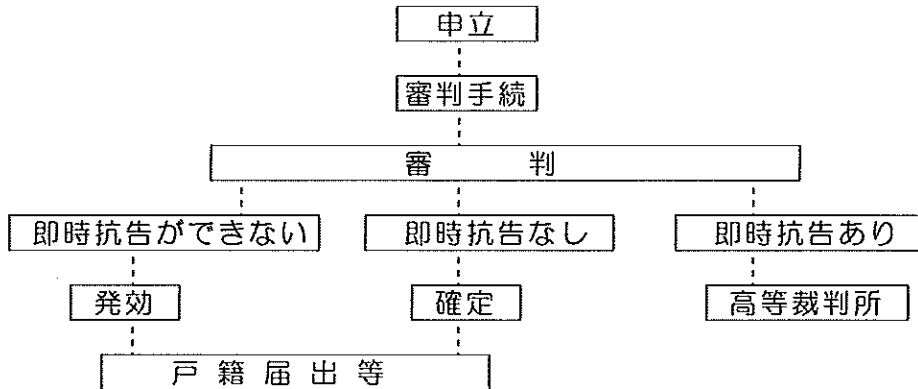 申立
審判手続
審判
即時抗告ができない 即時抗告なし 即時抗告あり
発効 確定 高等裁判所
戸籍届出等